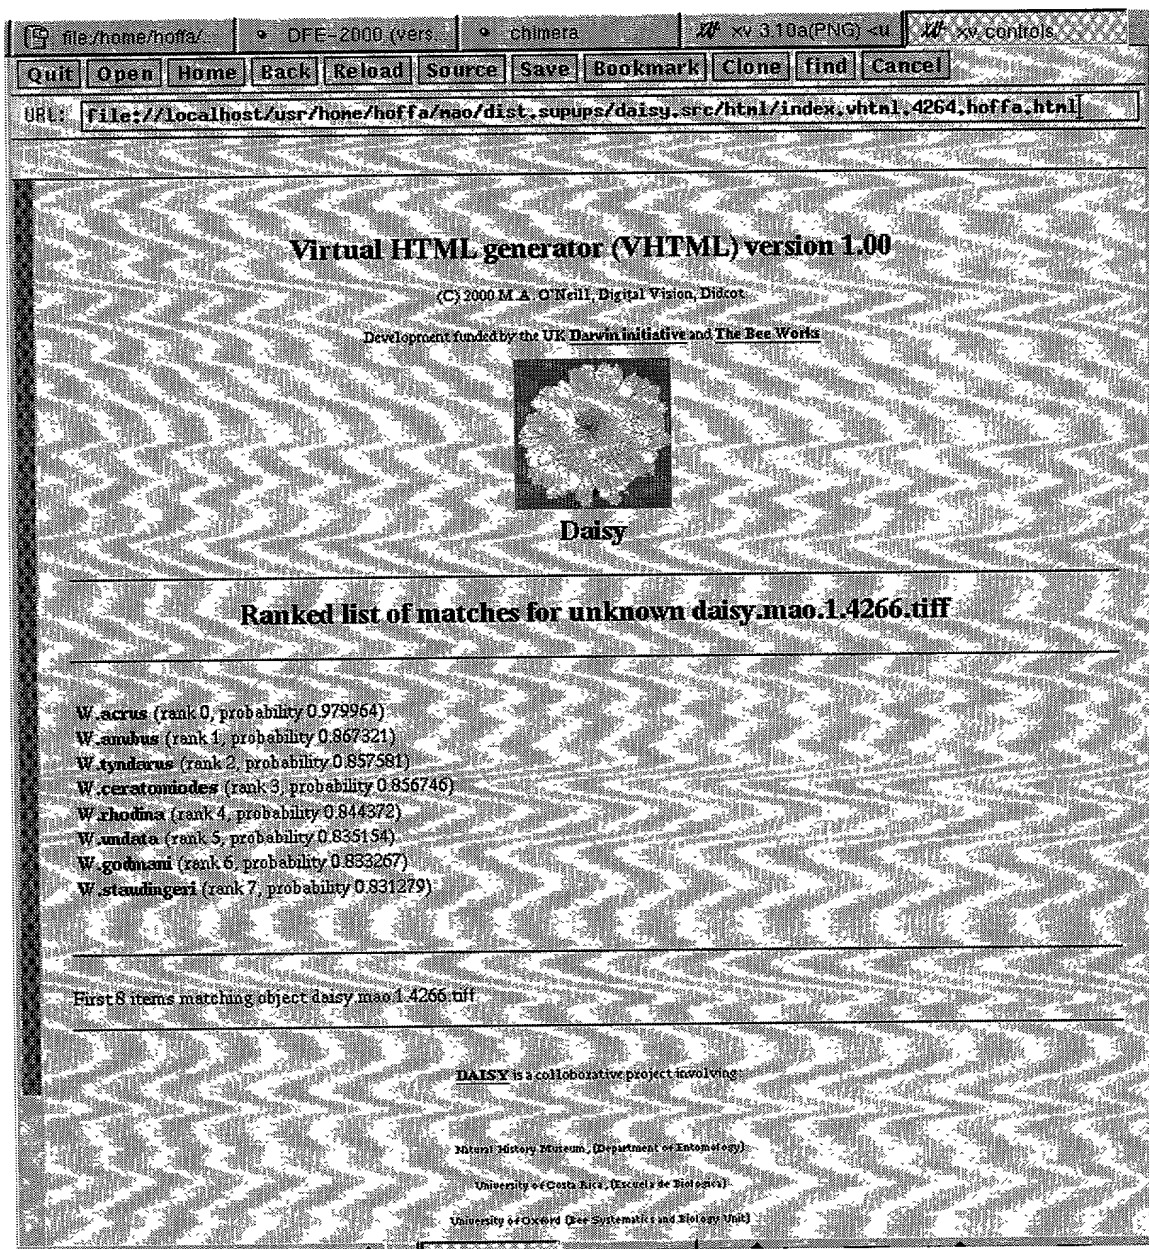 file:/home/hoffa/... DFE-2000 (vers... chimera xv 3.10a(PNG) <u xv controls
Quit Open Home Back Reload Source Save Bookmark Clone find Cancel
URL: file://localhost/usr/home/hoffa/mao/dist.supups/daisy.src/html/index.vhtml.4264.hoffa.html
Virtual HTML generator (VHTML) version 1.00
(C) 2000 M.A. O'Neill, Digital Vision, Didcot
Development funded by the UK Darwin initiative and The Bee Works
Daisy
Ranked list of matches for unknown daisy.mao.1.4266.tiff
W.acrus (rank 0, probability 0.979964)
W.anubus (rank 1, probability 0.867321)
W.tyndarus (rank 2, probability 0.857581)
W.ceratomiodes (rank 3, probability 0.856746)
W.rhodina (rank 4, probability 0.844372)
W.undata (rank 5, probability 0.835154)
W.godmani (rank 6, probability 0.833267)
W.staudingeri (rank 7, probability 0.831279)
First 8 items matching object daisy.mao.1.4266.tiff
DAISY is a colloborative project involving:
Natural History Museum, (Department of Entomology)
University of Costa Rica, (Escuela de Biologica)
University of Oxford (Bee Systematics and Biology Unit)